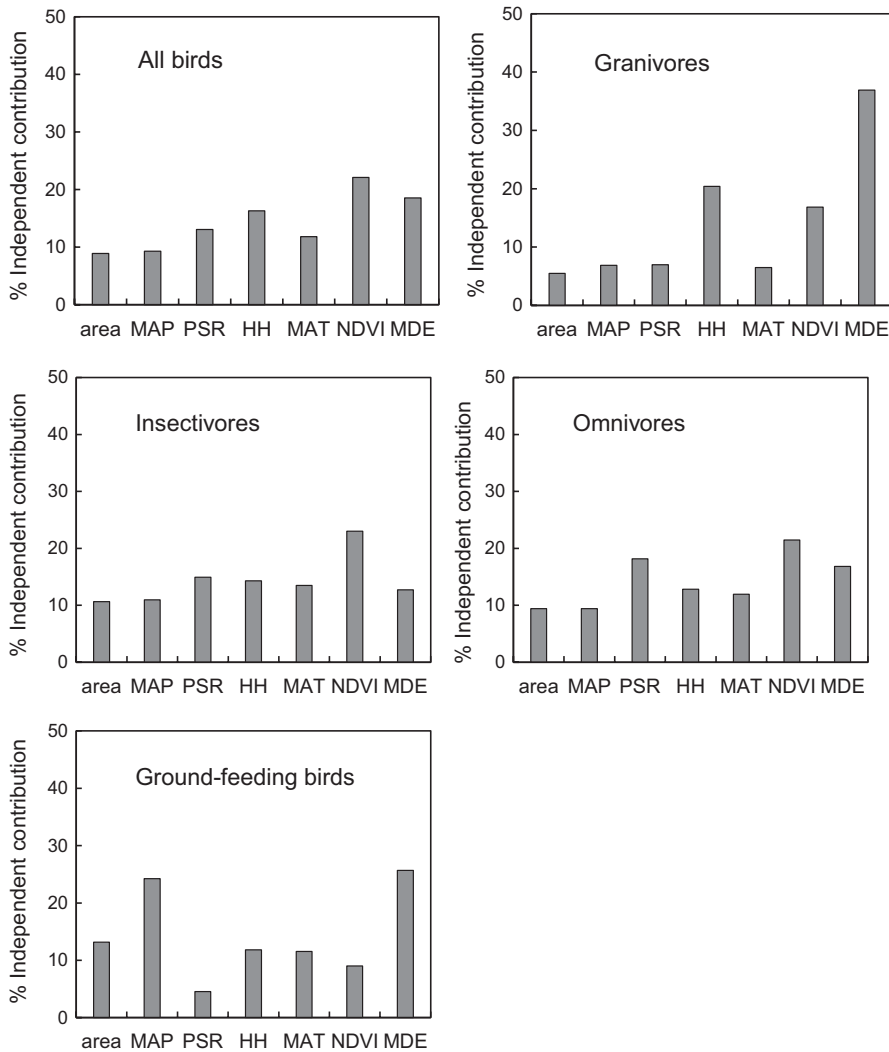 All birds
% Independent contribution
50
40
30
20
10
0
area MAP PSR HH MAT NDVI MDE
Granivores
% Independent contribution
50
40
30
20
10
0
area MAP PSR HH MAT NDVI MDE
Insectivores
% Independent contribution
50
40
30
20
10
0
area MAP PSR HH MAT NDVI MDE
Omnivores
% Independent contribution
50
40
30
20
10
0
area MAP PSR HH MAT NDVI MDE
Ground-feeding birds
% Independent contribution
50
40
30
20
10
0
area MAP PSR HH MAT NDVI MDE